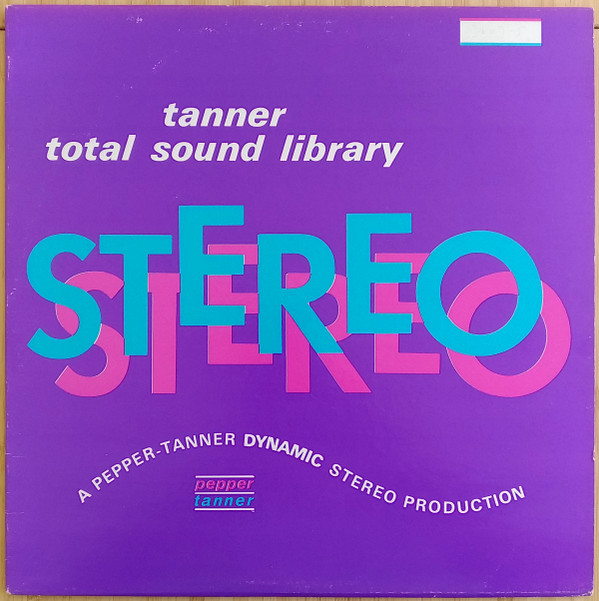 tanner
total sound library
STEREO
STEREO
A PEPPER-TANNER DYNAMIC STEREO PRODUCTION
pepper
tanner